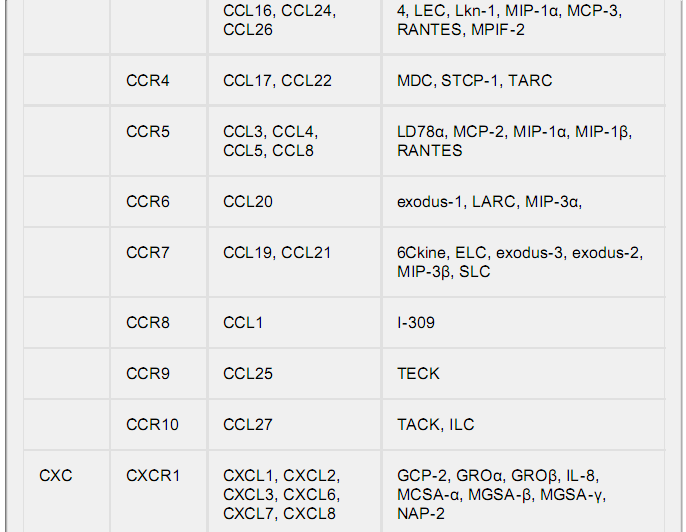 CCL16, CCL24, 4, LEC, Lkn-1, MIP-1α, MCP-3,
CCL26 RANTES, MPIF-2
CCR4 CCL17, CCL22 MDC, STCP-1, TARC
CCR5 CCL3, CCL4, LD78α, MCP-2, MIP-1α, MIP-1β,
CCL5, CCL8 RANTES
CCR6 CCL20 exodus-1, LARC, MIP-3α,
CCR7 CCL19, CCL21 6Ckine, ELC, exodus-3, exodus-2,
MIP-3β, SLC
CCR8 CCL1 I-309
CCR9 CCL25 TECK
CCR10 CCL27 TACK, ILC
CXC CXCR1 CXCL1, CXCL2, GCP-2, GROα, GROβ, IL-8,
CXCL3, CXCL6, MCSA-α, MGSA-β, MGSA-γ,
CXCL7, CXCL8 NAP-2